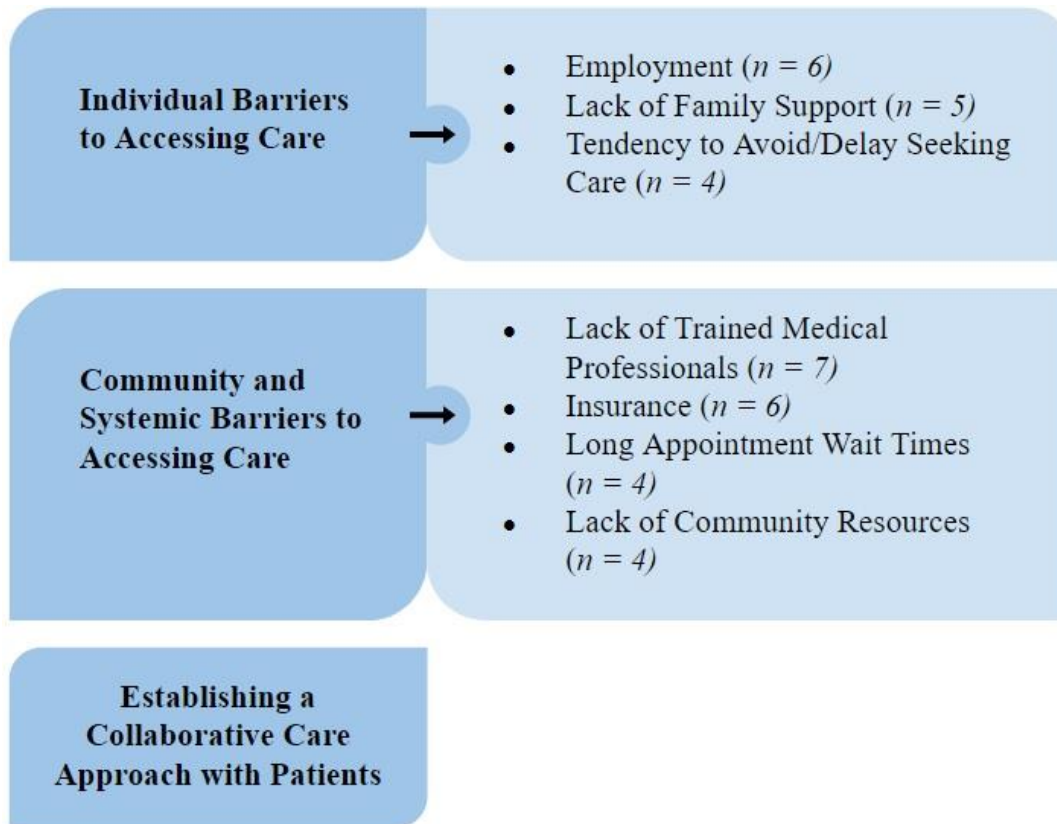 Individual Barriers
to Accessing Care
• Employment (n = 6)
• Lack of Family Support (n = 5)
• Tendency to Avoid/Delay Seeking
Care (n = 4)
Community and
Systemic Barriers to
Accessing Care
• Lack of Trained Medical
Professionals (n = 7)
• Insurance (n = 6)
• Long Appointment Wait Times
(n = 4)
• Lack of Community Resources
(n = 4)
Establishing a
Collaborative Care
Approach with Patients